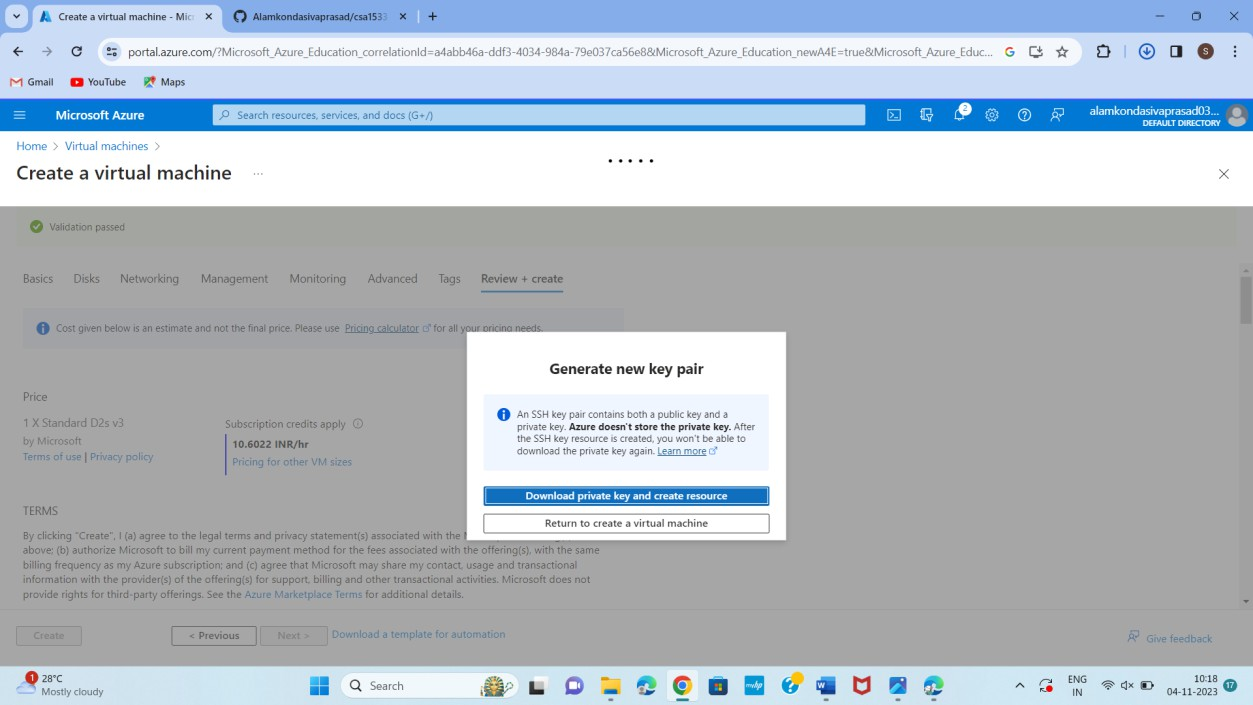 Create a virtual machine - Mic
Alamkondasivaprasad/csa1533
portal.azure.com/?Microsoft_Azure_Education_correlationId=a4abb46a-ddf3-4034-984a-79e037ca56e8&Microsoft_Azure_Education_newA4E=true&Microsoft_Azure_Educ...
S
Gmail
YouTube
Maps
Microsoft Azure
Search resources, services, and docs (G+/)
2
alamkondasivaprasad03...
DEFAULT DIRECTORY
Home > Virtual machines >
Create a virtual machine ...
Validation passed
Basics Disks Networking Management Monitoring Advanced Tags Review + create
Cost given below is an estimate and not the final price. Please use Pricing calculator for all your pricing needs.
Generate new key pair
An SSH key pair contains both a public key and a
private key. Azure doesn't store the private key. After
the SSH key resource is created, you won't be able to
download the private key again. Learn more
Download private key and create resource
Return to create a virtual machine
Price
1 X Standard D2s v3
by Microsoft
Terms of use | Privacy policy
Subscription credits apply
10.6022 INR/hr
Pricing for other VM sizes
TERMS
By clicking "Create", I (a) agree to the legal terms and privacy statement(s) associated with the
above; (b) authorize Microsoft to bill my current payment method for the fees associated with the offering(s), with the same
billing frequency as my Azure subscription; and (c) agree that Microsoft may share my contact, usage and transactional
information with the provider(s) of the offering(s) for support, billing and other transactional activities. Microsoft does not
provide rights for third-party offerings. See the Azure Marketplace Terms for additional details.
Create
< Previous
Next >
Download a template for automation
Give feedback
1
28°C
Mostly cloudy
Search
myhp
ENG
IN
10:18
04-11-2023
17